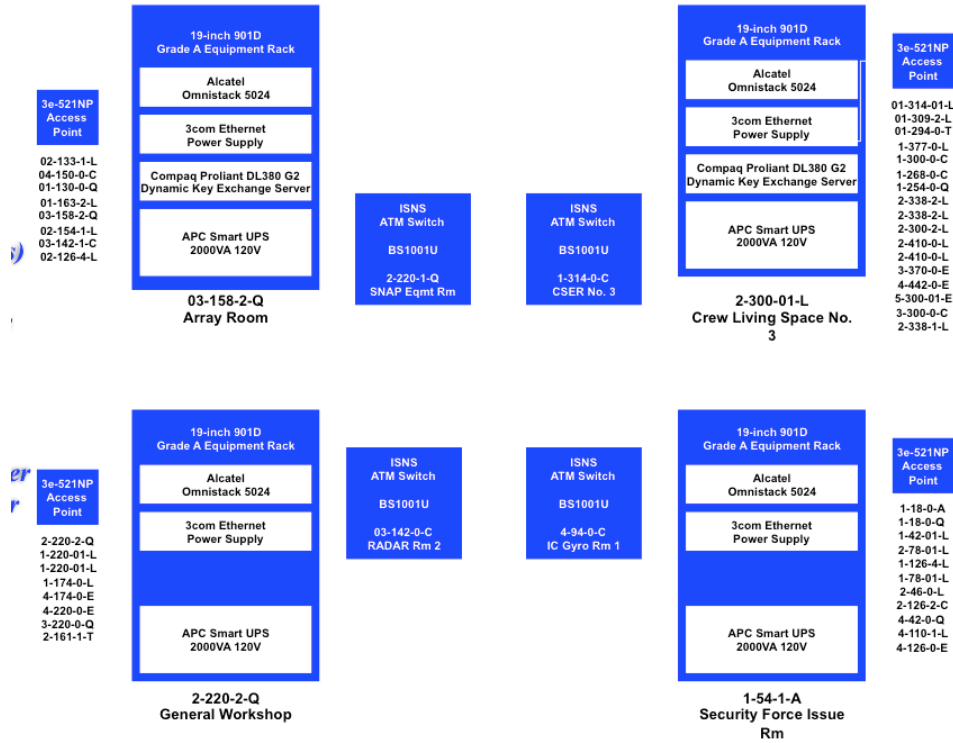 19-inch 901D
Grade A Equipment Rack
Alcatel
Omnistack 5024
3com Ethernet
Power Supply
Compaq Proliant DL380 G2
Dynamic Key Exchange Server
APC Smart UPS
2000VA 120V
03-158-2-Q
Array Room
3e-521NP
Access
Point
02-133-1-L
04-150-0-C
01-130-0-Q
01-163-2-L
03-158-2-Q
02-154-1-L
03-142-1-C
02-126-4-L
s)
ISNS
ATM Switch
BS1001U
2-220-1-Q
SNAP Eqmt Rm
ISNS
ATM Switch
BS1001U
1-314-0-C
CSER No. 3
19-inch 901D
Grade A Equipment Rack
Alcatel
Omnistack 5024
3com Ethernet
Power Supply
Compaq Proliant DL380 G2
Dynamic Key Exchange Server
APC Smart UPS
2000VA 120V
2-300-01-L
Crew Living Space No.
3
3e-521NP
Access
Point
01-314-01-L
01-309-2-L
01-294-0-T
1-377-0-L
1-300-0-C
1-268-0-C
1-254-0-Q
2-338-2-L
2-338-2-L
2-300-2-L
2-410-0-L
2-410-0-L
3-370-0-E
4-442-0-E
5-300-01-E
3-300-0-C
2-338-1-L
er
r
3e-521NP
Access
Point
2-220-2-Q
1-220-01-L
1-220-01-L
1-174-0-L
4-174-0-E
4-220-0-E
3-220-0-Q
2-161-1-T
19-inch 901D
Grade A Equipment Rack
Alcatel
Omnistack 5024
3com Ethernet
Power Supply
APC Smart UPS
2000VA 120V
2-220-2-Q
General Workshop
ISNS
ATM Switch
BS1001U
03-142-0-C
RADAR Rm 2
ISNS
ATM Switch
BS1001U
4-94-0-C
IC Gyro Rm 1
19-inch 901D
Grade A Equipment Rack
Alcatel
Omnistack 5024
3com Ethernet
Power Supply
APC Smart UPS
2000VA 120V
1-54-1-A
Security Force Issue
Rm
3e-521NP
Access
Point
1-18-0-A
1-18-0-Q
1-42-01-L
2-78-01-L
1-126-4-L
1-78-01-L
2-46-0-L
2-126-2-C
4-42-0-Q
4-110-1-L
4-126-0-E